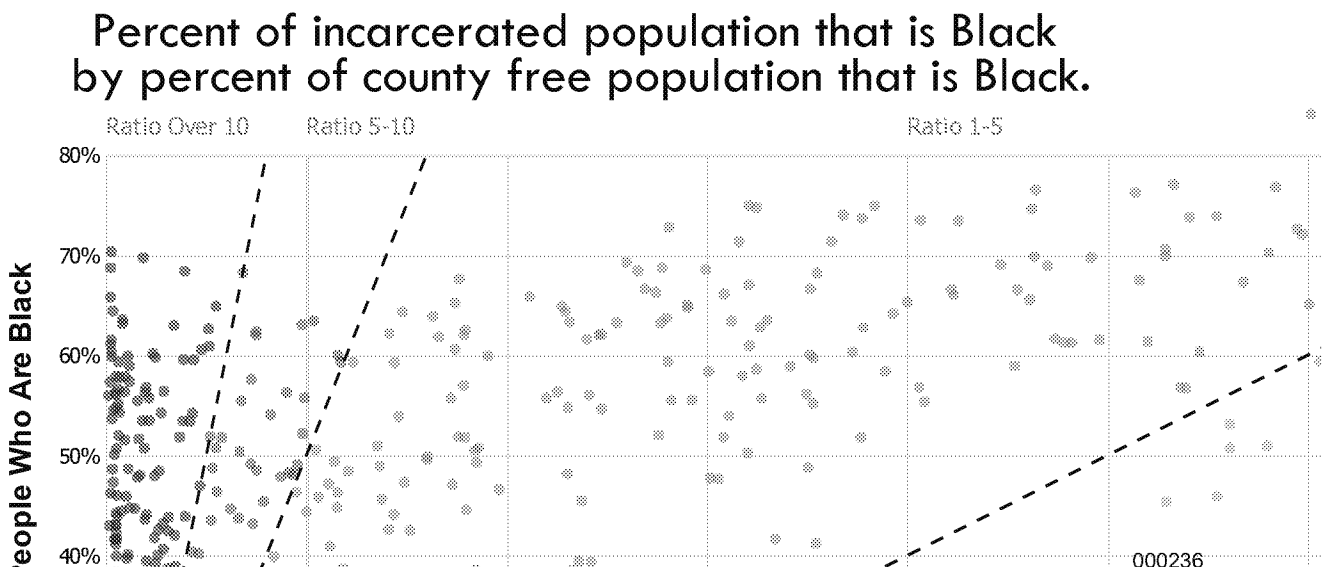 Percent of incarcerated population that is Black
by percent of county free population that is Black.
Ratio Over 10 Ratio 5-10 Ratio 1-5
80%
70%
60%
50%
40%
People Who Are Black
000236